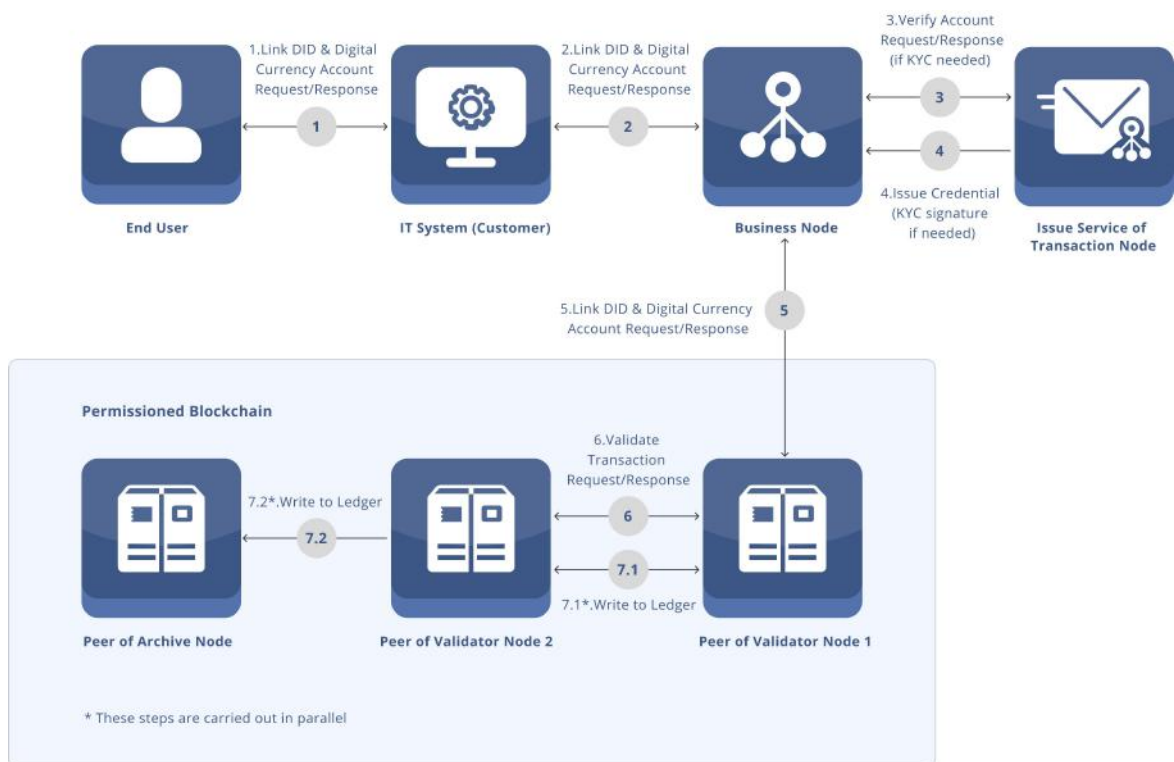 1.Link DID & Digital
Currency Account
Request/Response
1
2.Link DID & Digital
Currency Account
Request/Response
2
3.Verify Account
Request/Response
(if KYC needed)
3
4
4.Issue Credential
(KYC signature
if needed)
End User
IT System (Customer)
Business Node
Issue Service of
Transaction Node
5.Link DID & Digital Currency
Account Request/Response
5
Permissioned Blockchain
6.Validate
Transaction
Request/Response
6
7.2*.Write to Ledger
7.2
7.1
7.1*.Write to Ledger
Peer of Archive Node
Peer of Validator Node 2
Peer of Validator Node 1
* These steps are carried out in parallel